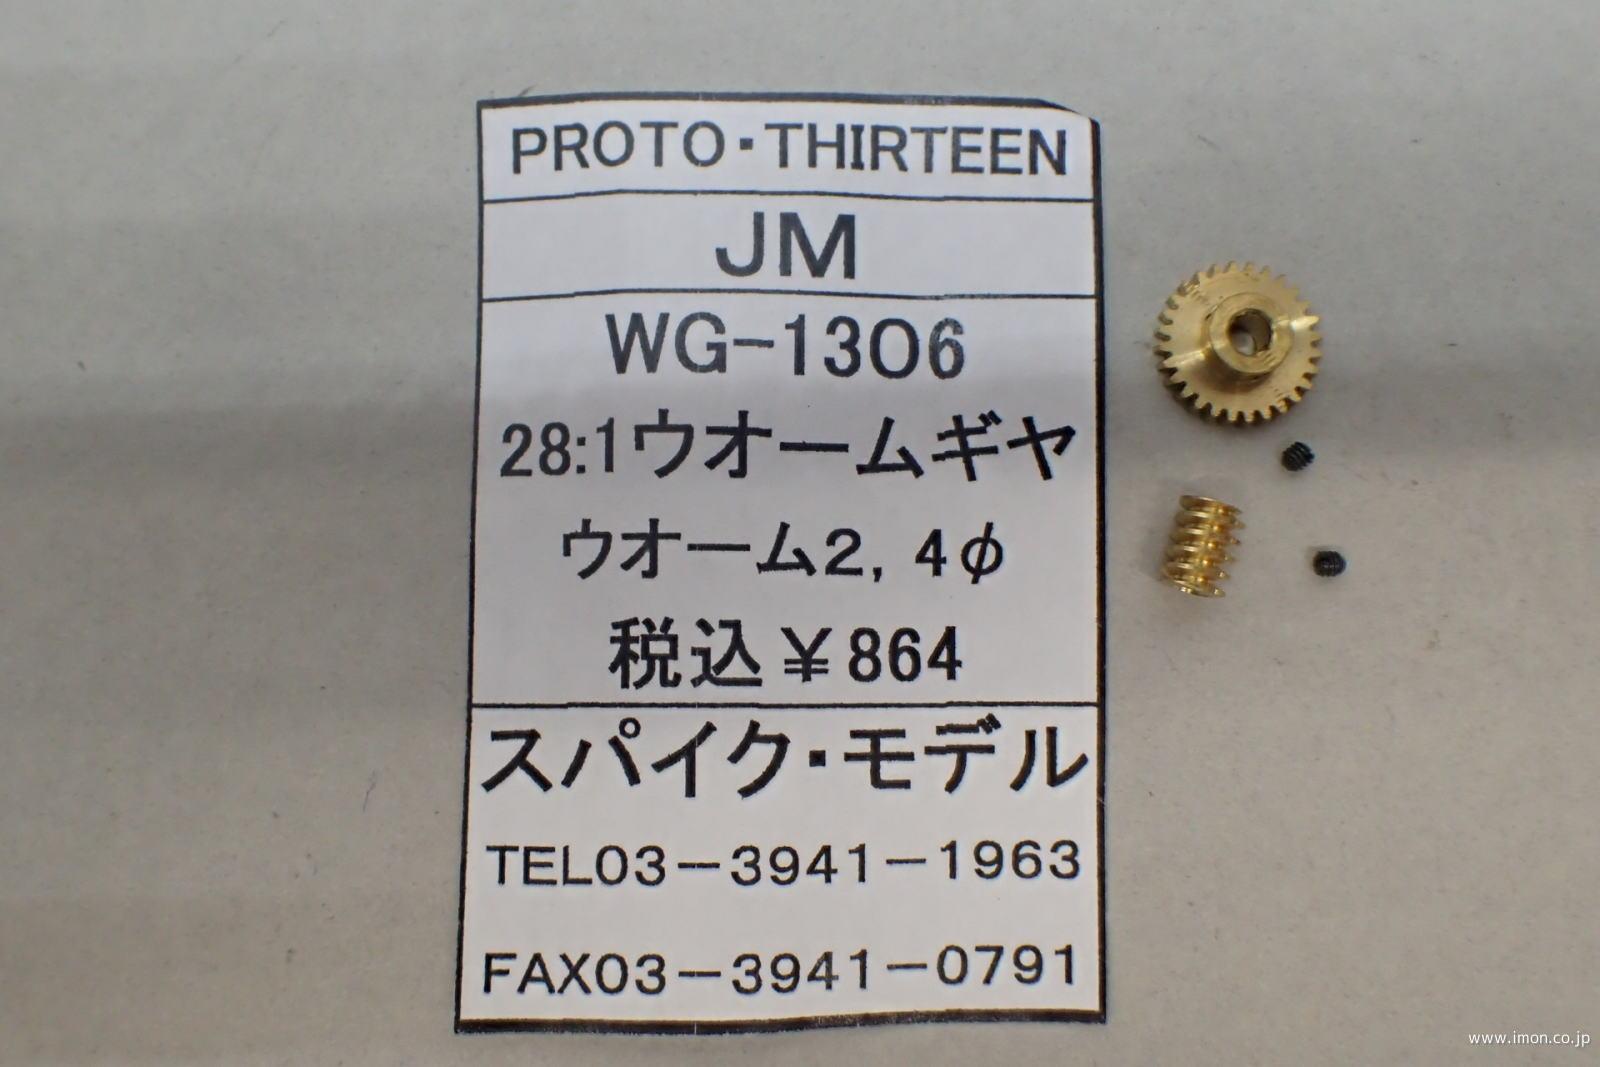 PROTO・THIRTEEN
JM
WG-1306
28:1ウオームギヤ
ウオーム2,4φ
税込￥864
スパイク・モデル
TEL03-3941-1963
FAX03-3941-0791
www.imon.co.jp